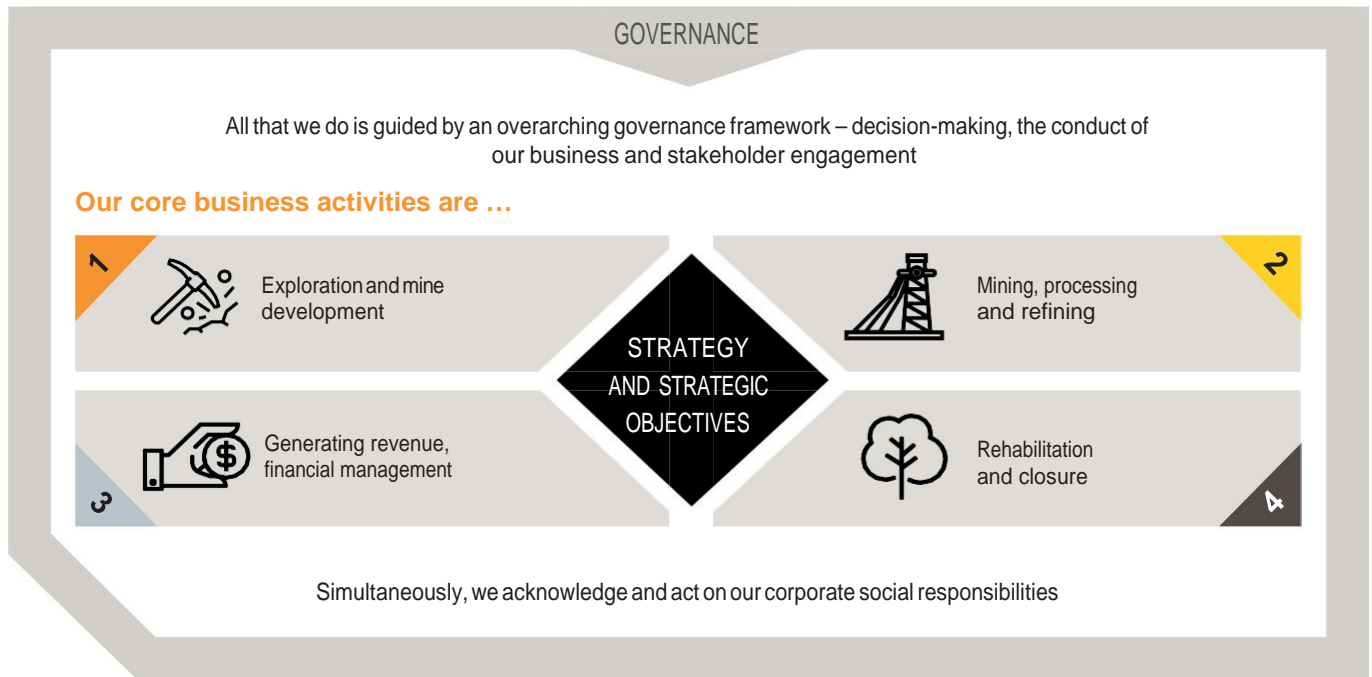 GOVERNANCE
All that we do is guided by an overarching governance framework – decision-making, the conduct of
our business and stakeholder engagement
Our core business activities are …
1
Exploration and mine
development
2
Mining, processing
and refining
STRATEGY
AND STRATEGIC
OBJECTIVES
3
Generating revenue,
financial management
4
Rehabilitation
and closure
Simultaneously, we acknowledge and act on our corporate social responsibilities